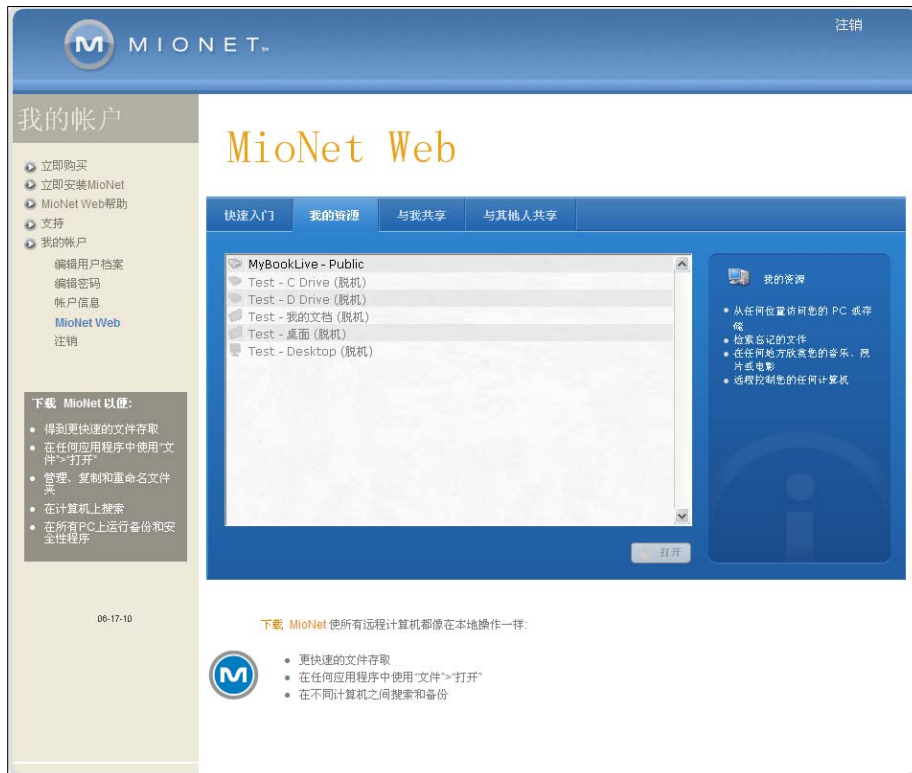 MIONET
注销
我的帐户
立即购买
立即安装MioNet
MioNet Web帮助
支持
我的帐户
编辑用户档案
编辑密码
帐户信息
MioNet Web
注销
下载 MioNet 以便:
得到更快速的文件存取
在任何应用程序中使用“文
件”>“打开”
管理、复制和重命名文件
夹
在计算机上搜索
在所有PC上运行备份和安
全性程序
06-17-10
MioNet Web
快速入门
我的资源
与我共享
与其他人共享
MyBookLive - Public
Test - C Drive (脱机)
Test - D Drive (脱机)
Test - 我的文档 (脱机)
Test - 桌面 (脱机)
Test - Desktop (脱机)
打开
我的资源
从任何位置访问您的 PC 或存
储
检索忘记的文件
在任何地方欣赏您的音乐、照
片或电影
远程控制您的任何计算机
下载 MioNet 使所有远程计算机都像在本地操作一样:
更快速的文件存取
在任何应用程序中使用“文件”>“打开”
在不同计算机之间搜索和备份